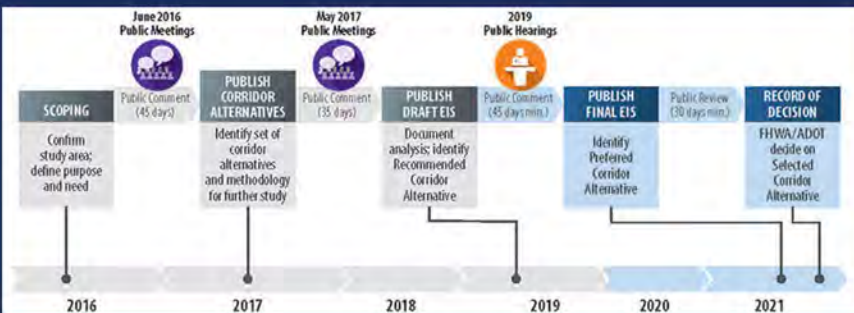 June 2016
Public Meetings
May 2017
Public Meetings
2019
Public Hearings
SCOPING
Public Comment
(45 days)
PUBLISH
CORRIDOR
ALTERNATIVES
Public Comment
(35 days)
PUBLISH
DRAFT EIS
Public Comment
(45 days min.)
PUBLISH
FINAL EIS
Public Review
(30 days min.)
RECORD OF
DECISION
Confirm
study area;
define purpose
and need
Identify set of
corridor
alternatives
and methodology
for further study
Document
analysis; identify
Recommended
Corridor
Alternative
Identify
Preferred
Corridor
Alternative
FHWA/ADOT
decide on
Selected
Corridor
Alternative
2016
2017
2018
2019
2020
2021